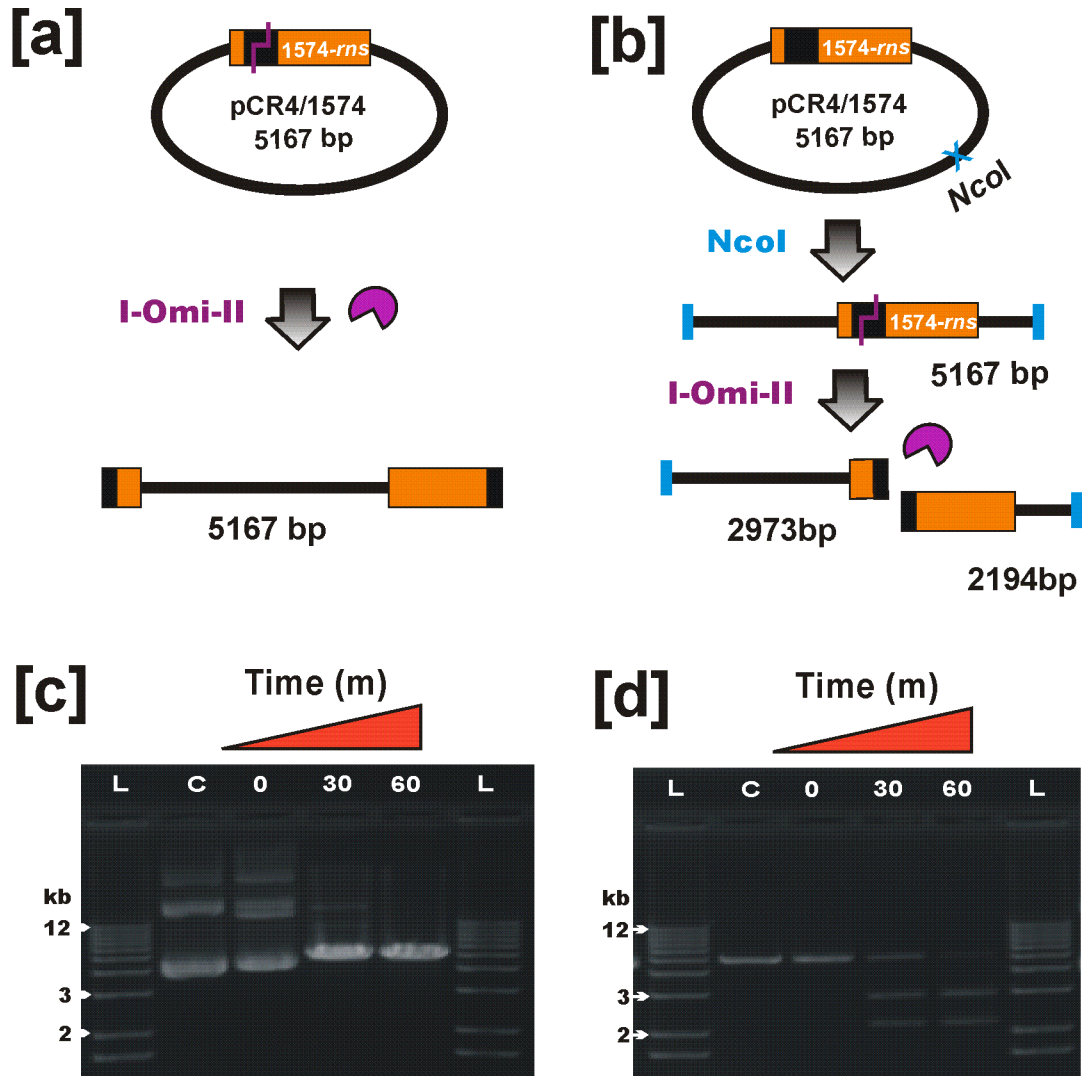 [a]
1574-rns
pCR4/1574
5167 bp
I-Omi-II
5167 bp
[b]
1574-rns
pCR4/1574
5167 bp
NcoI
NcoI
1574-rns
5167 bp
I-Omi-II
2973bp
2194bp
[c]
Time (m)
L C 0 30 60 L
kb
12
3
2
[d]
Time (m)
L C 0 30 60 L
kb
12
3
2